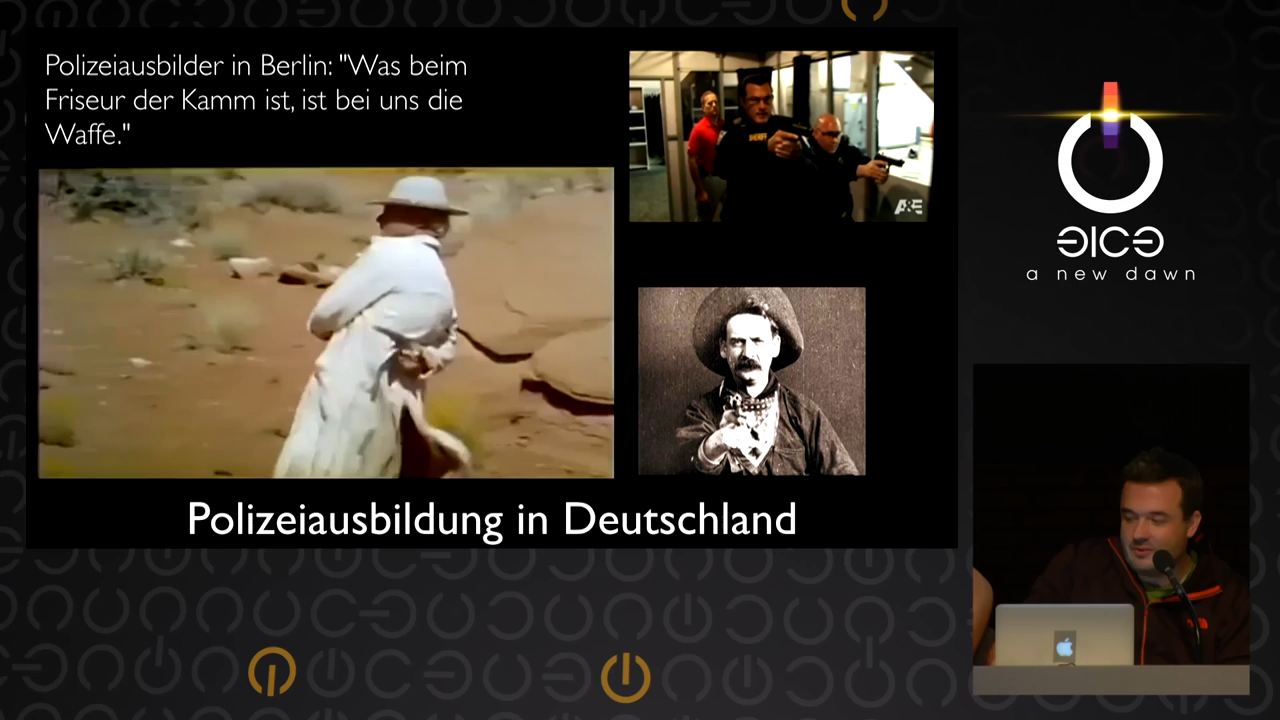 Polizeiausbilder in Berlin: "Was beim
Friseur der Kamm ist, ist bei uns die
Waffe."
SHERIFF
A&E
Polizeiausbildung in Deutschland
a new dawn